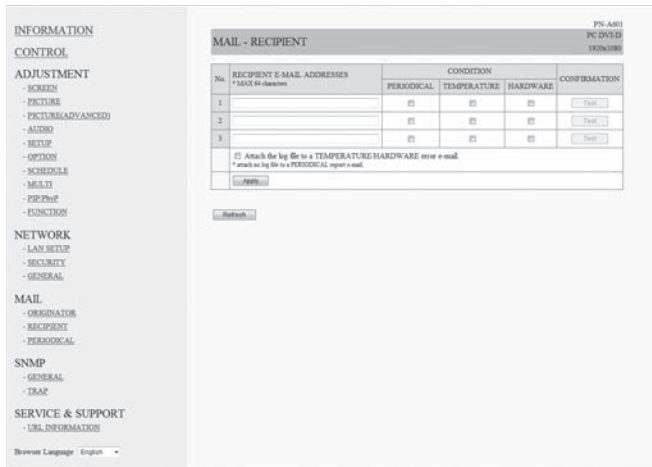 INFORMATION
CONTROL
ADJUSTMENT
- SCREEN
- PICTURE
- PICTURE(ADVANCED)
- AUDIO
- SETUP
- OPTION
- SCHEDULE
- MULTI
- PIP/PbyP
- FUNCTION
NETWORK
- LAN SETUP
- SECURITY
- GENERAL
MAIL
- ORIGINATOR
- RECIPIENT
- PERIODICAL
SNMP
- GENERAL
- TRAP
SERVICE & SUPPORT
- URL INFORMATION
Browser Language English
PN-A601
MAIL - RECIPIENT
PC DVI-D
1920x1080
No. RECIPIENT E-MAIL ADDRESSES
* MAX 64 characters
CONDITION
PERIODICAL TEMPERATURE HARDWARE
CONFIRMATION
1 Test
2 Test
3 Test
Attach the log file to a TEMPERATURE/HARDWARE error e-mail.
* attach no log file to a PERIODICAL report e-mail.
Apply
Refresh